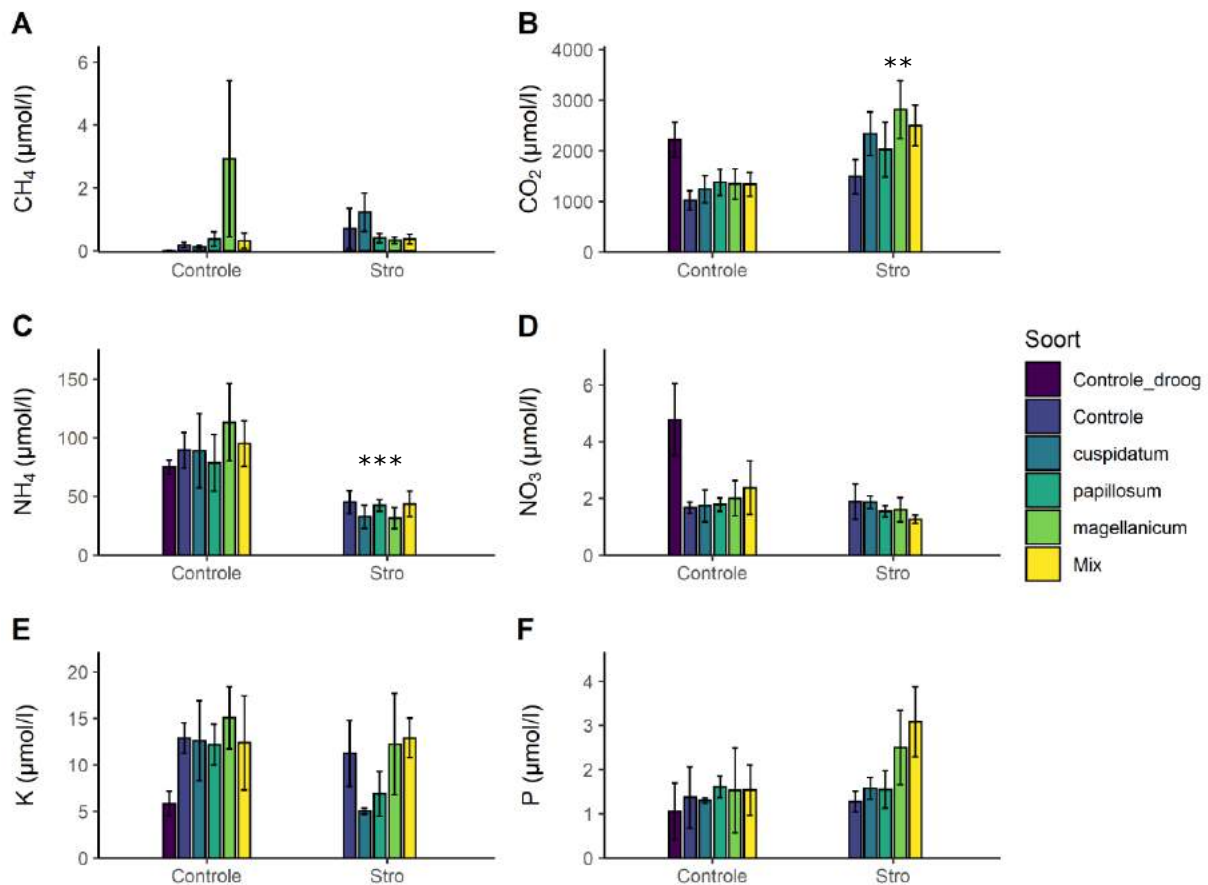 A
CH₄ (µmol/l)
6
4
2
0
Controle
Stro
B
CO₂ (µmol/l)
4000
3000
2000
1000
0
**
Controle
Stro
C
NH₄ (µmol/l)
150
100
50
0
***
Controle
Stro
D
NO₃ (µmol/l)
6
4
2
0
Controle
Stro
Soort
Controle_droog
Controle
cuspidatum
papillosum
magellanicum
Mix
E
K (µmol/l)
20
15
10
5
0
Controle
Stro
F
P (µmol/l)
4
3
2
1
0
Controle
Stro